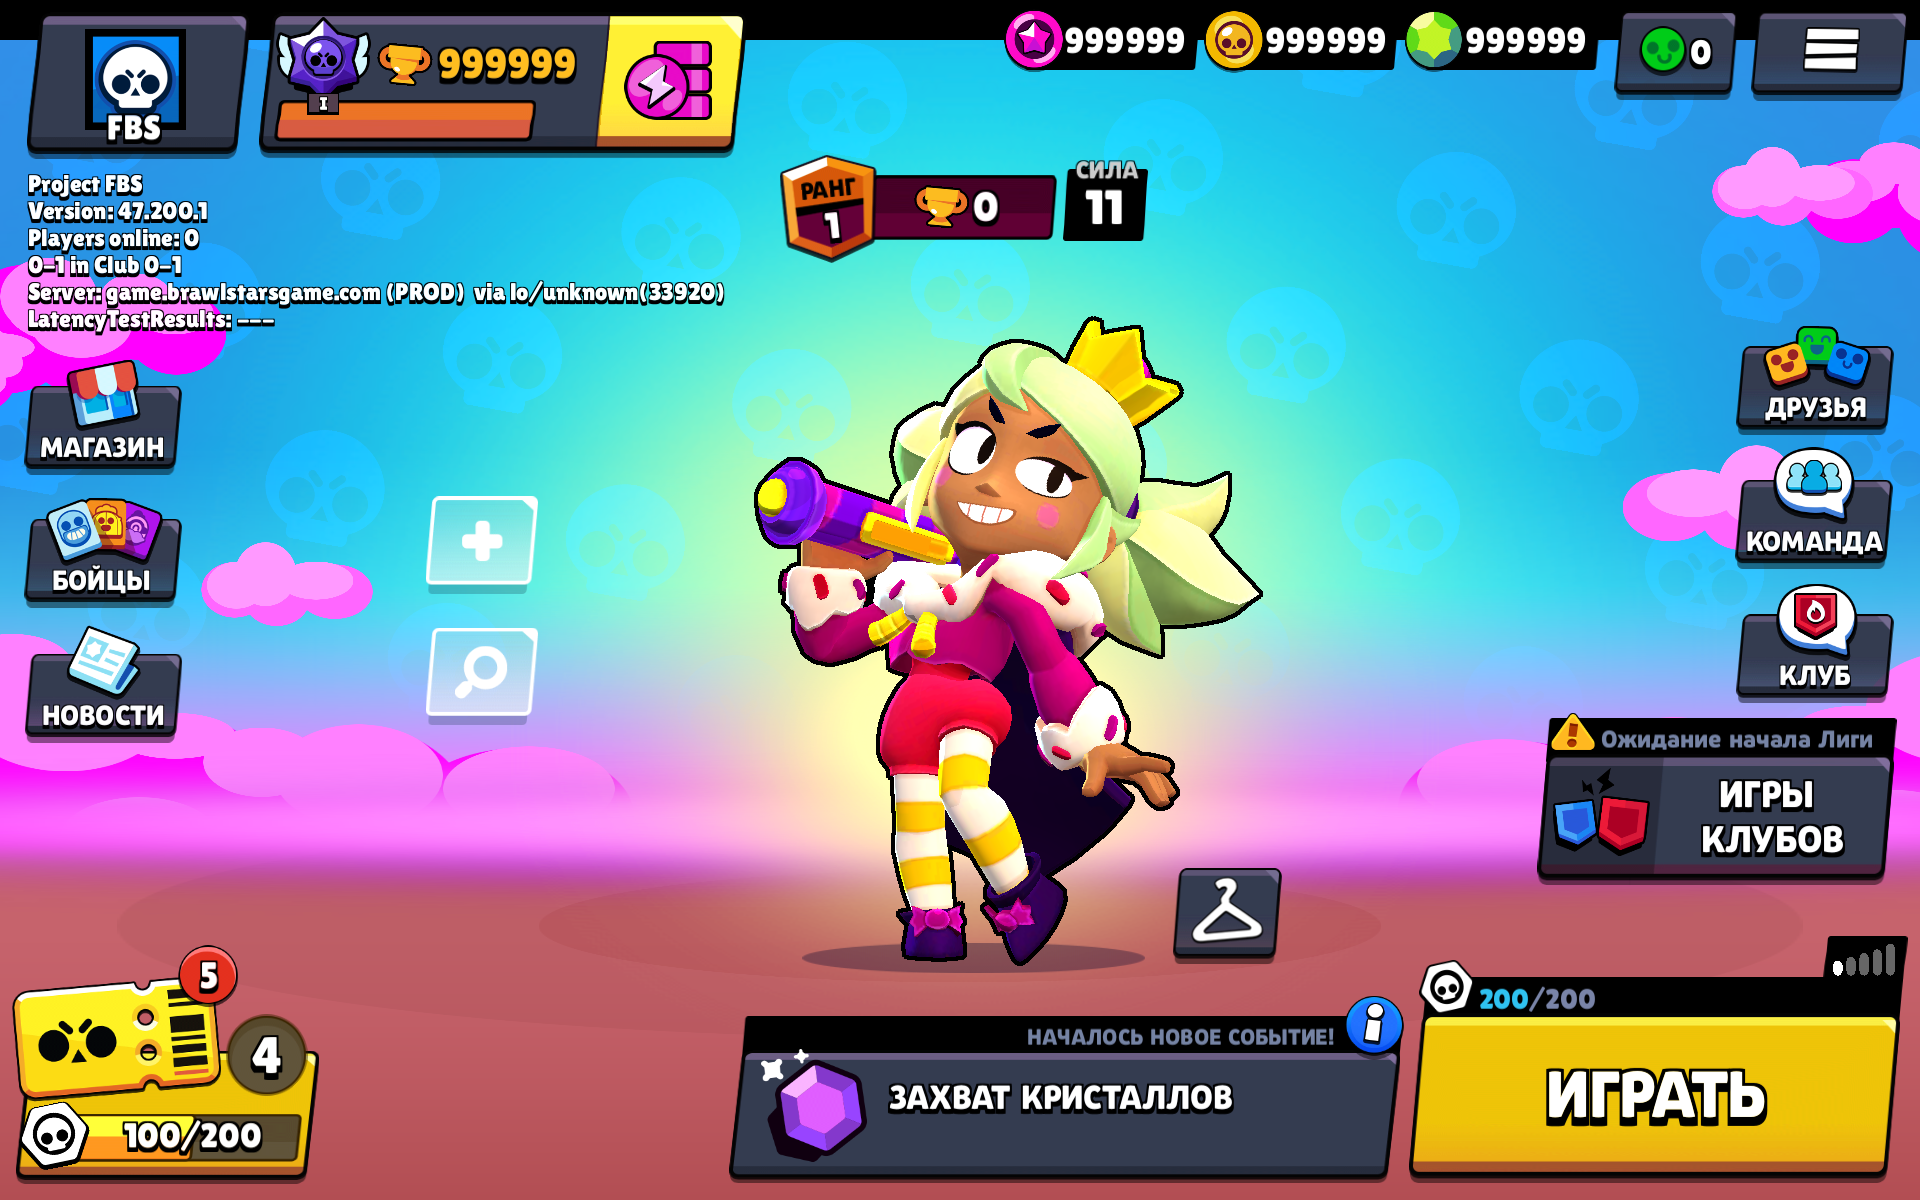 FBS
I
999999
999999
999999
999999
0
Project FBS
Version: 47.200.1
Players online: 0
0-1 in Club 0-1
Server: game.brawlstarsgame.com (PROD) via lo/unknown(33920)
LatencyTestResults: ---
РАНГ
1
0
СИЛА
11
МАГАЗИН
БОЙЦЫ
НОВОСТИ
ДРУЗЬЯ
КОМАНДА
КЛУБ
Ожидание начала Лиги
ИГРЫ
КЛУБОВ
5
4
100/200
НАЧАЛОСЬ НОВОЕ СОБЫТИЕ!
ЗАХВАТ КРИСТАЛЛОВ
200/200
ИГРАТЬ